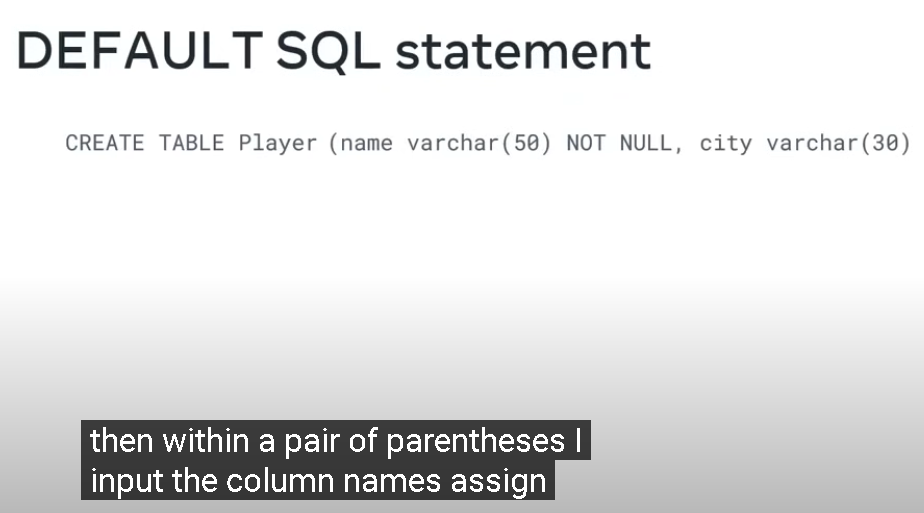 DEFAULT SQL statement
CREATE TABLE Player (name varchar(50) NOT NULL, city varchar(30)
then within a pair of parentheses I
input the column names assign